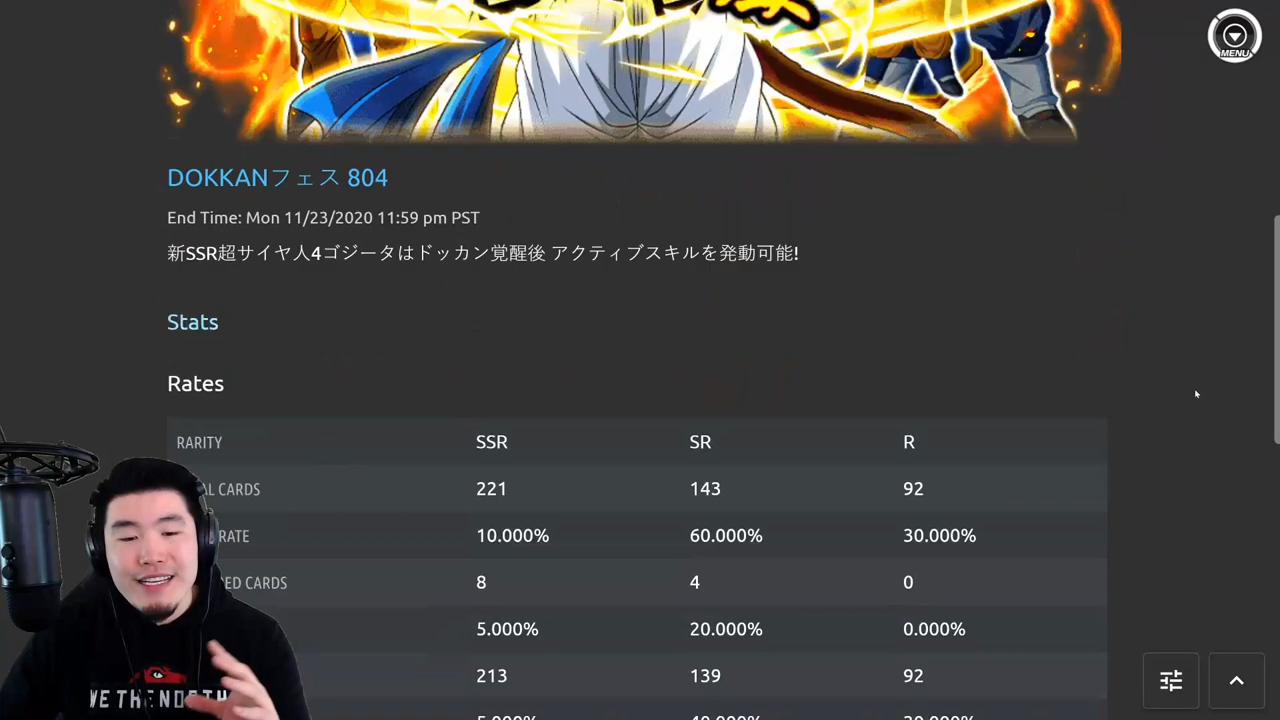 MENU
DOKKANフェス 804
End Time: Mon 11/23/2020 11:59 pm PST
新SSR超サイヤ人4ゴジータはドッカン覚醒後 アクティブスキルを発動可能!
Stats
Rates
RARITY SSR SR R
CARDS 221 143 92
RATE 10.000% 60.000% 30.000%
CARDS 8 4 0
5.000% 20.000% 0.000%
213 139 92
WE THE NORTH